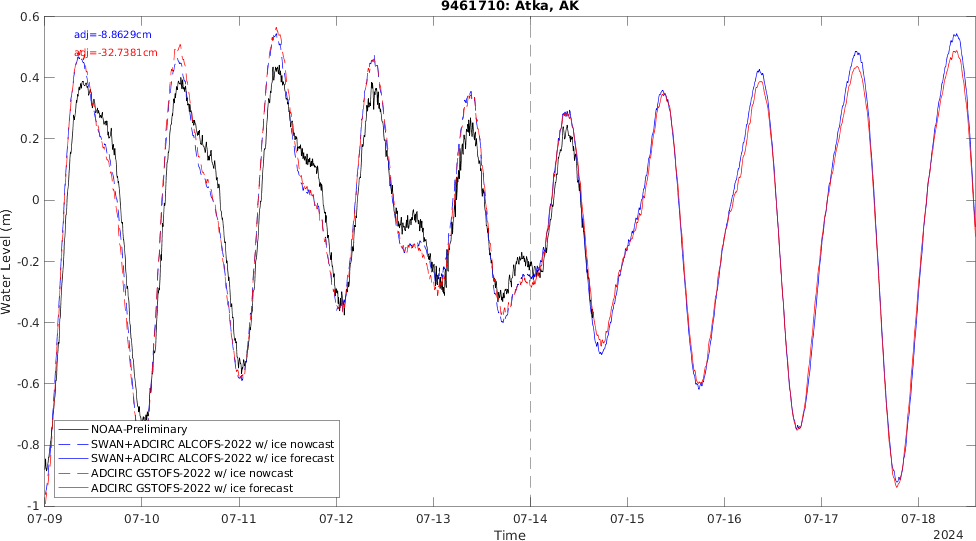 9461710: Atka, AK
0.6
adj=-8.8629cm
adj=-32.7381cm
0.4
0.2
0
-0.2
-0.4
-0.6
-0.8
-1
Water Level (m)
NOAA-Preliminary
SWAN+ADCIRC ALCOFS-2022 w/ ice nowcast
SWAN+ADCIRC ALCOFS-2022 w/ ice forecast
ADCIRC GSTOFS-2022 w/ ice nowcast
ADCIRC GSTOFS-2022 w/ ice forecast
07-09 07-10 07-11 07-12 07-13 07-14 07-15 07-16 07-17 07-18
Time
2024